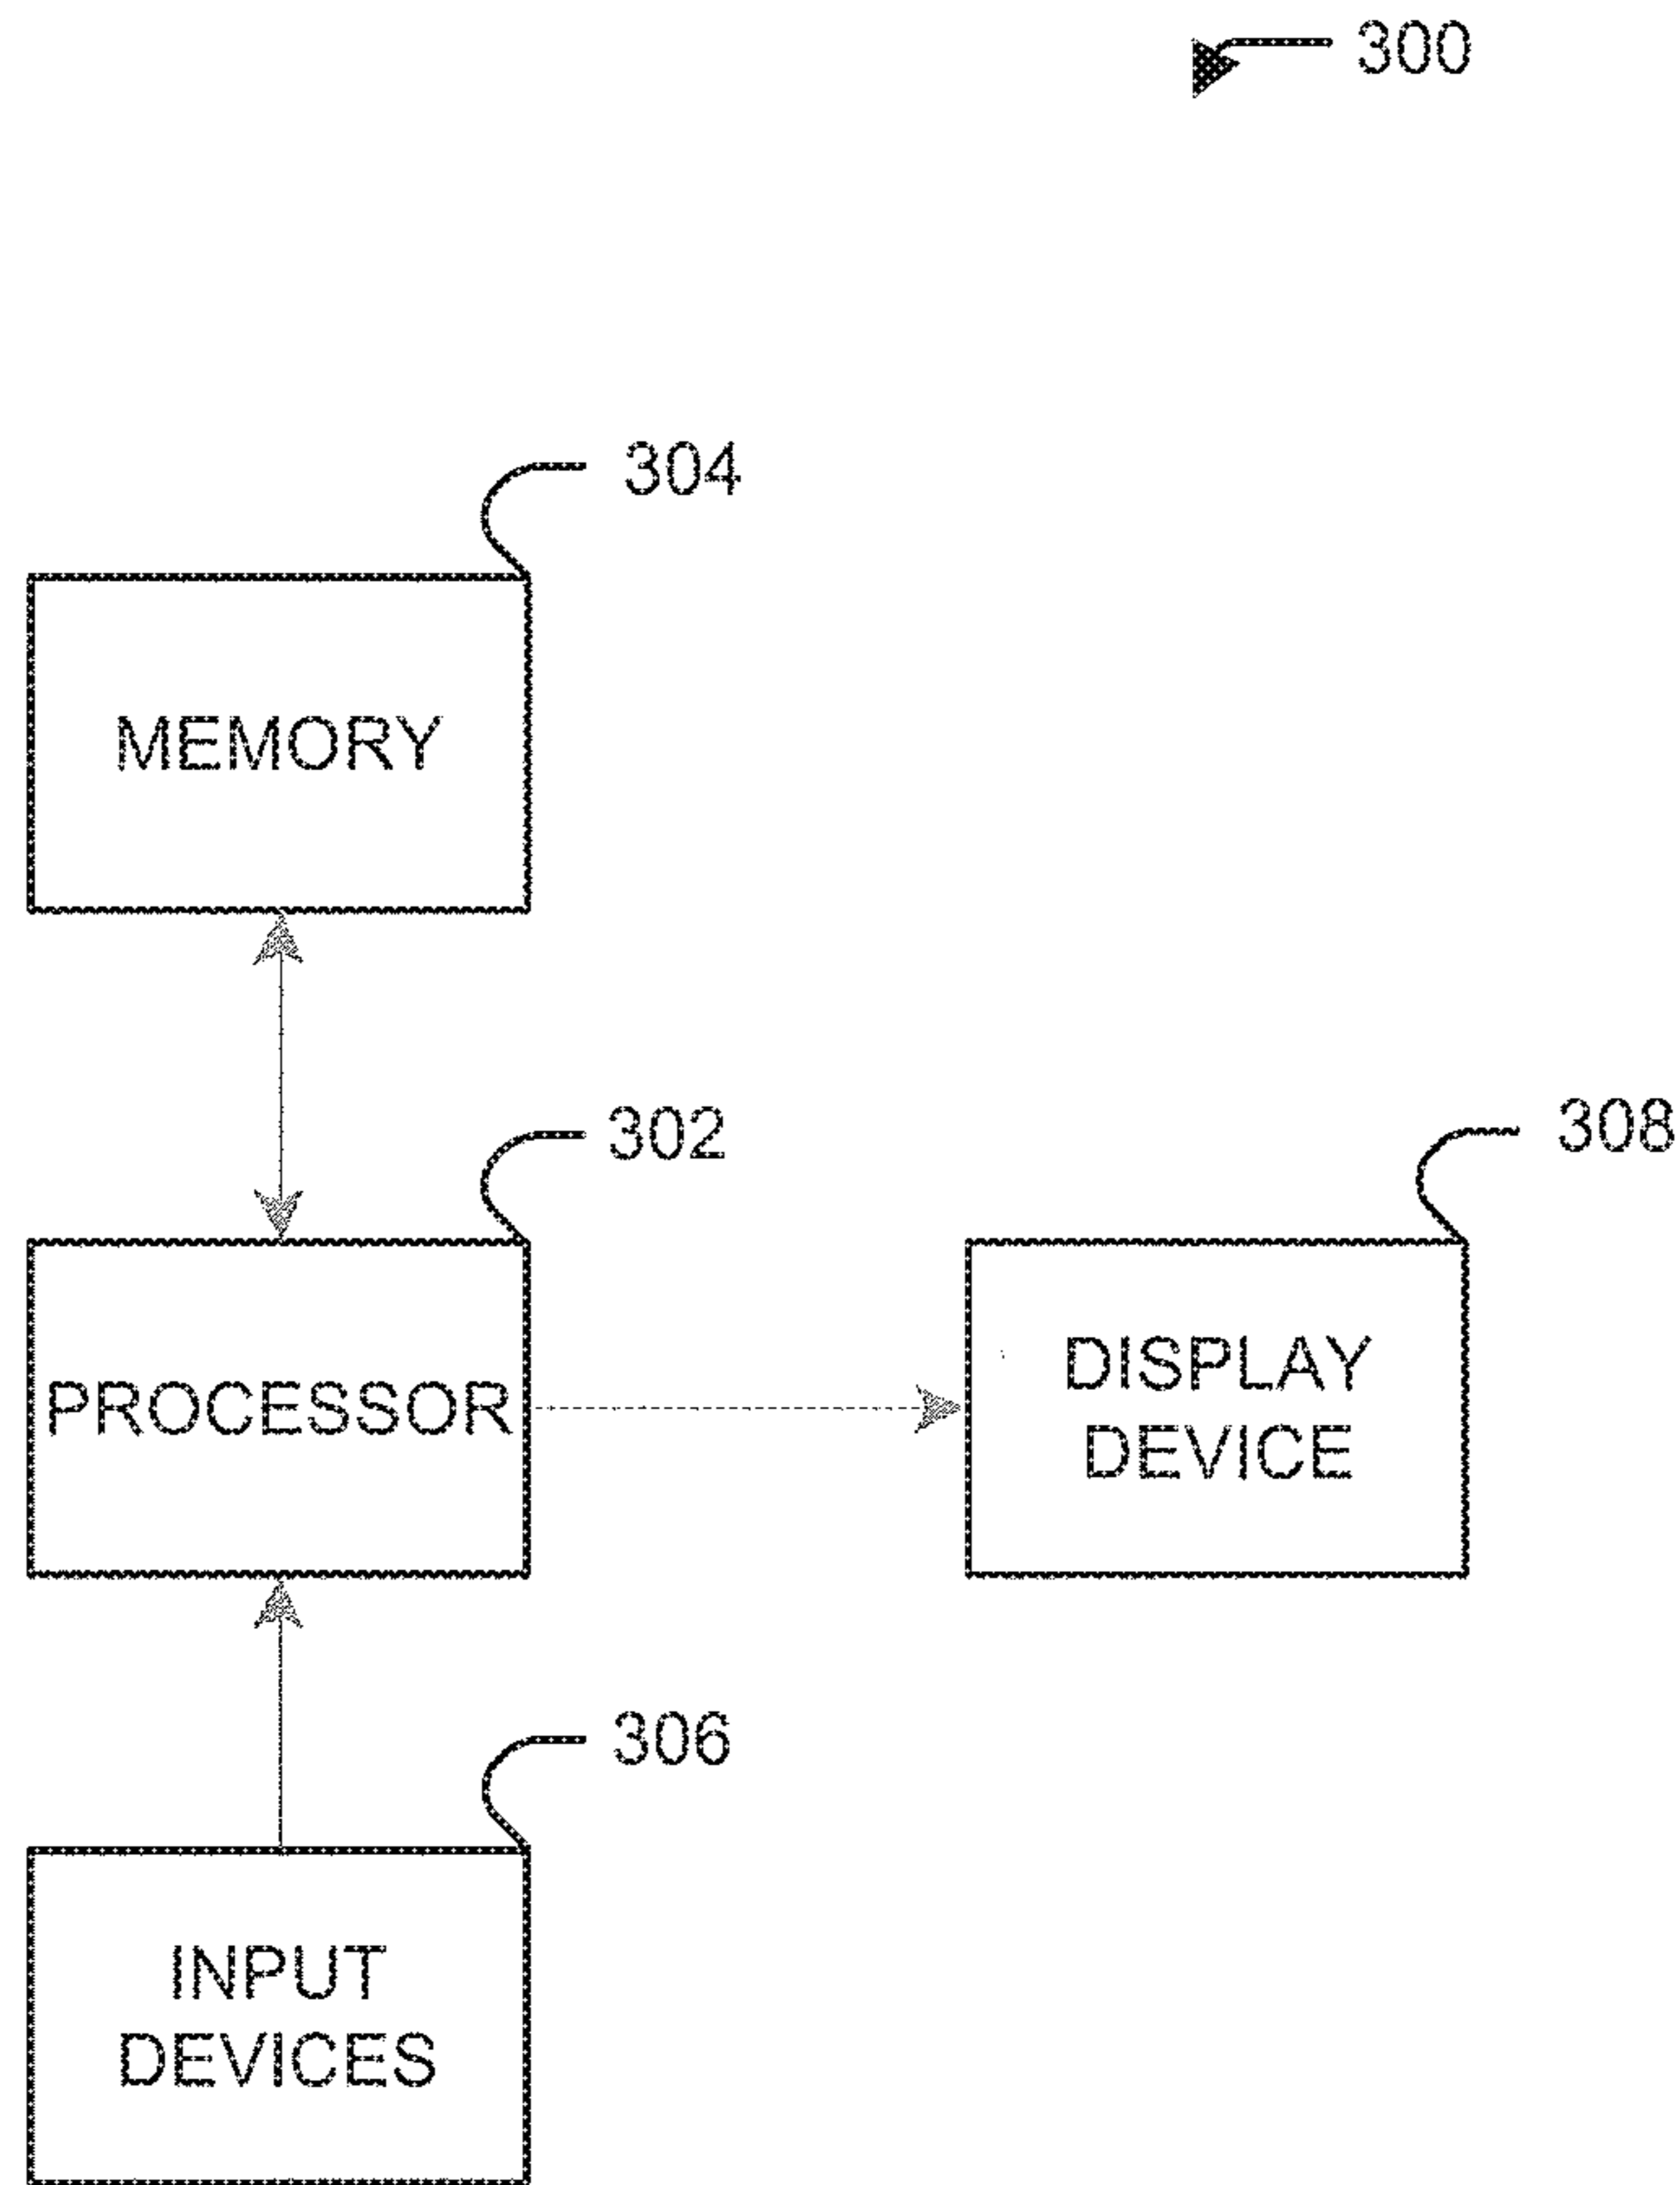 300
304
MEMORY
302
308
PROCESSOR
DISPLAY
DEVICE
306
INPUT
DEVICES